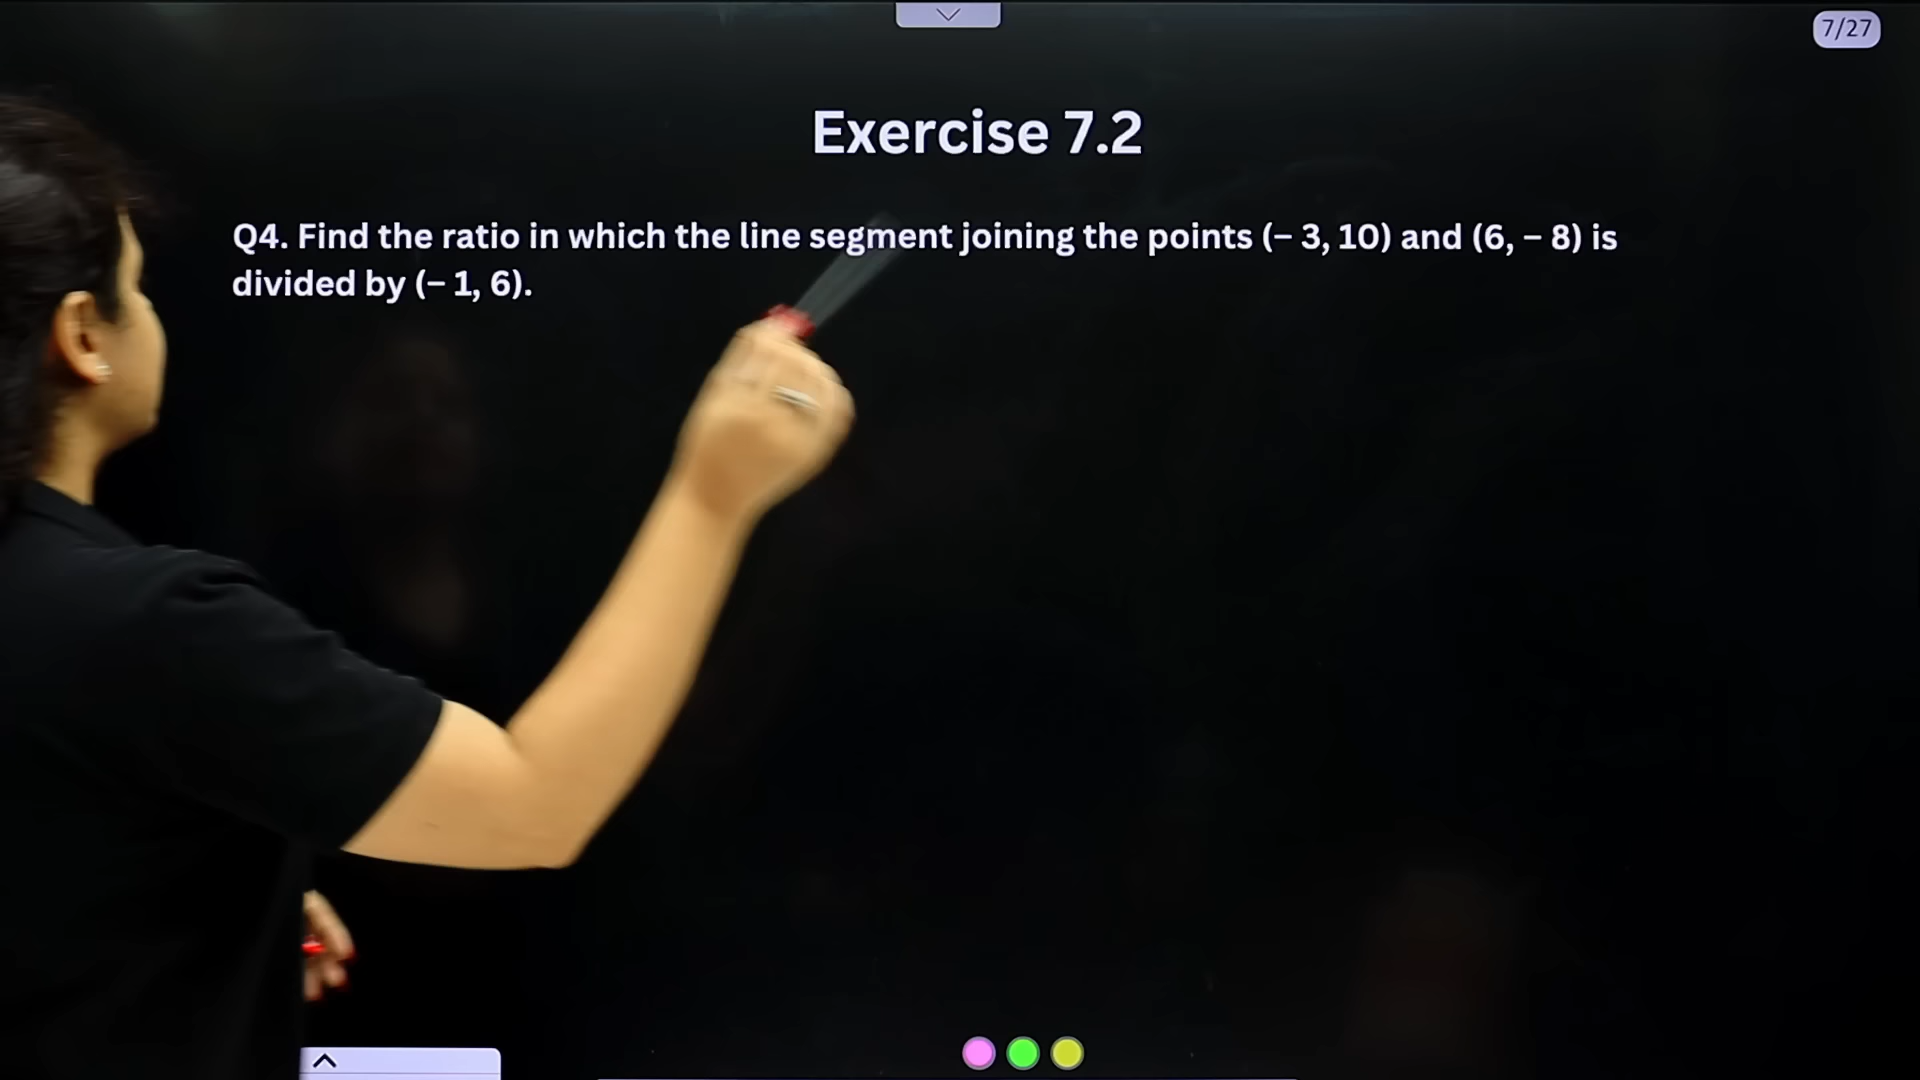 7/27
Exercise 7.2
Q4. Find the ratio in which the line segment joining the points (– 3, 10) and (6, – 8) is
divided by (– 1, 6).